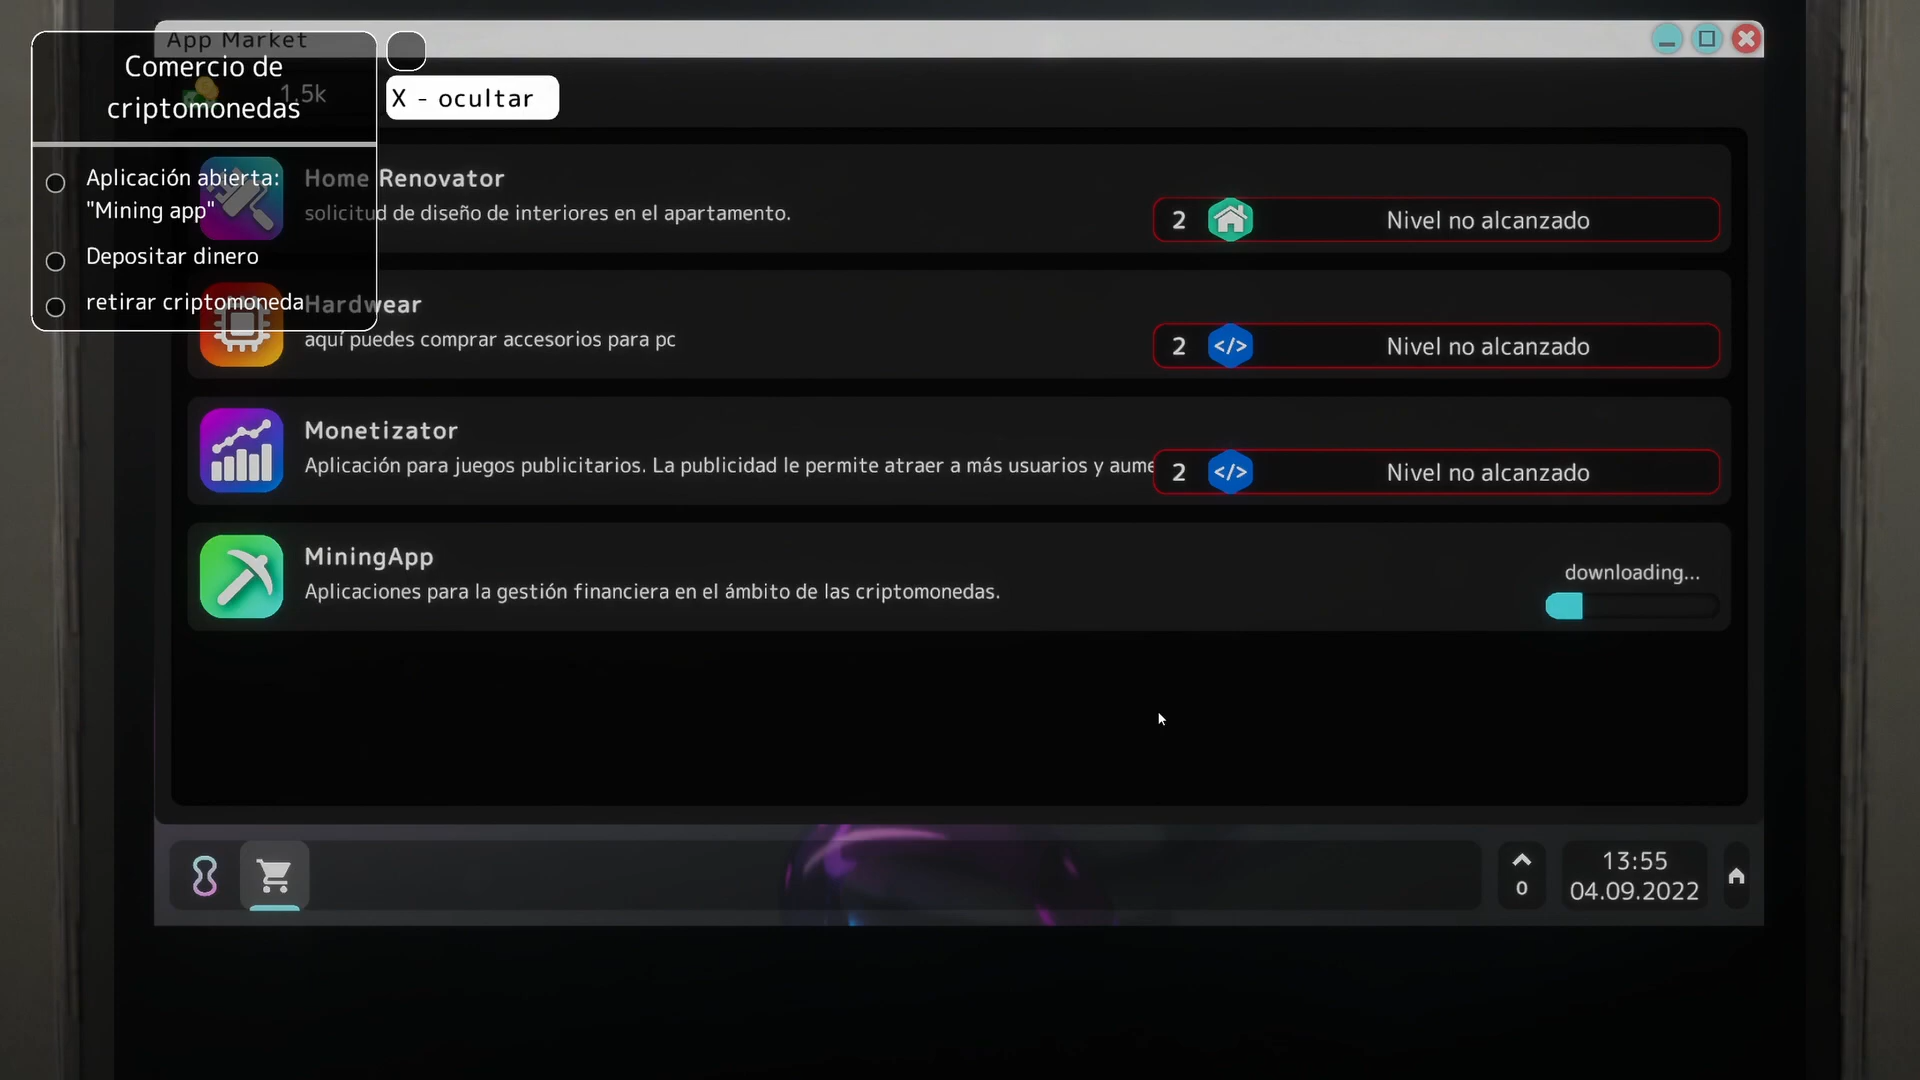 App Market
Comercio de
criptomonedas
1.5k
X - ocultar
Aplicación abierta:
"Mining app"
Depositar dinero
retirar criptomoneda
Home Renovator
solicitud de diseño de interiores en el apartamento.
2 Nivel no alcanzado
Hardwear
aquí puedes comprar accesorios para pc
2 </> Nivel no alcanzado
Monetizator
Aplicación para juegos publicitarios. La publicidad le permite atraer a más usuarios y aume
2 </> Nivel no alcanzado
MiningApp
Aplicaciones para la gestión financiera en el ámbito de las criptomonedas.
downloading...
0
13:55
04.09.2022